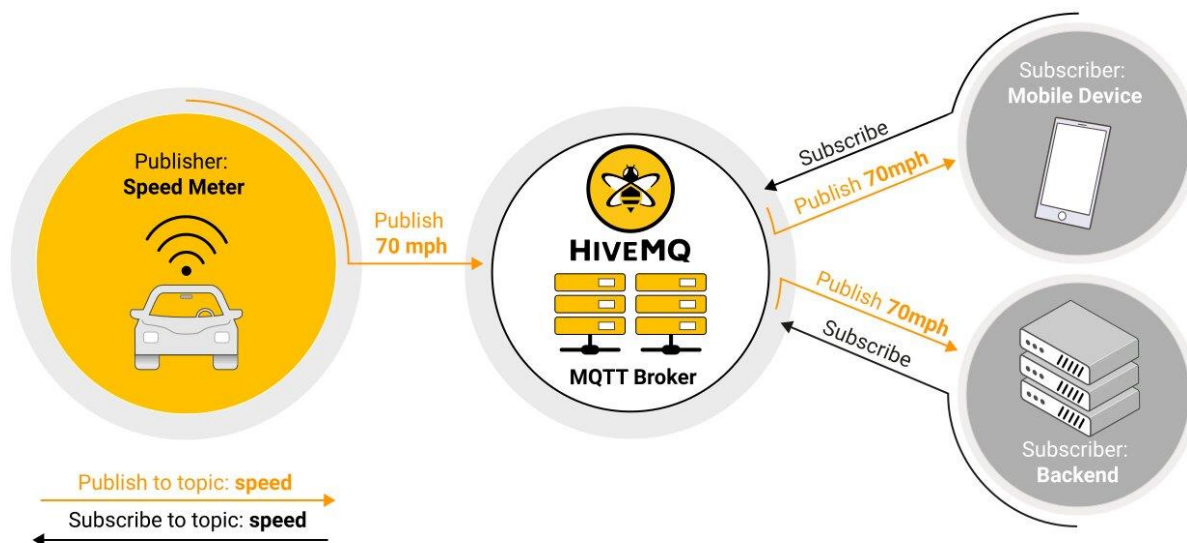 Publisher:
Speed Meter
Publish
70 mph
HIVEMQ
MQTT Broker
Subscribe
Publish 70mph
Subscriber:
Mobile Device
Publish 70mph
Subscribe
Subscriber:
Backend
Publish to topic: speed
Subscribe to topic: speed